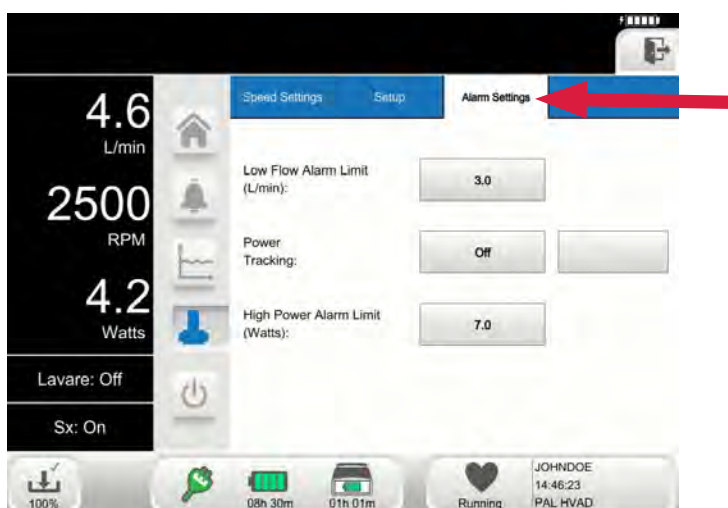 4.6
L/min
2500
RPM
4.2
Watts
Lavare: Off
Sx: On
Speed Settings Setup Alarm Settings
Low Flow Alarm Limit
(L/min):
3.0
Power
Tracking:
Off
High Power Alarm Limit
(Watts):
7.0
100%
08h 30m
01h 01m
Running
JOHNDOE
14:46:23
PAL HVAD